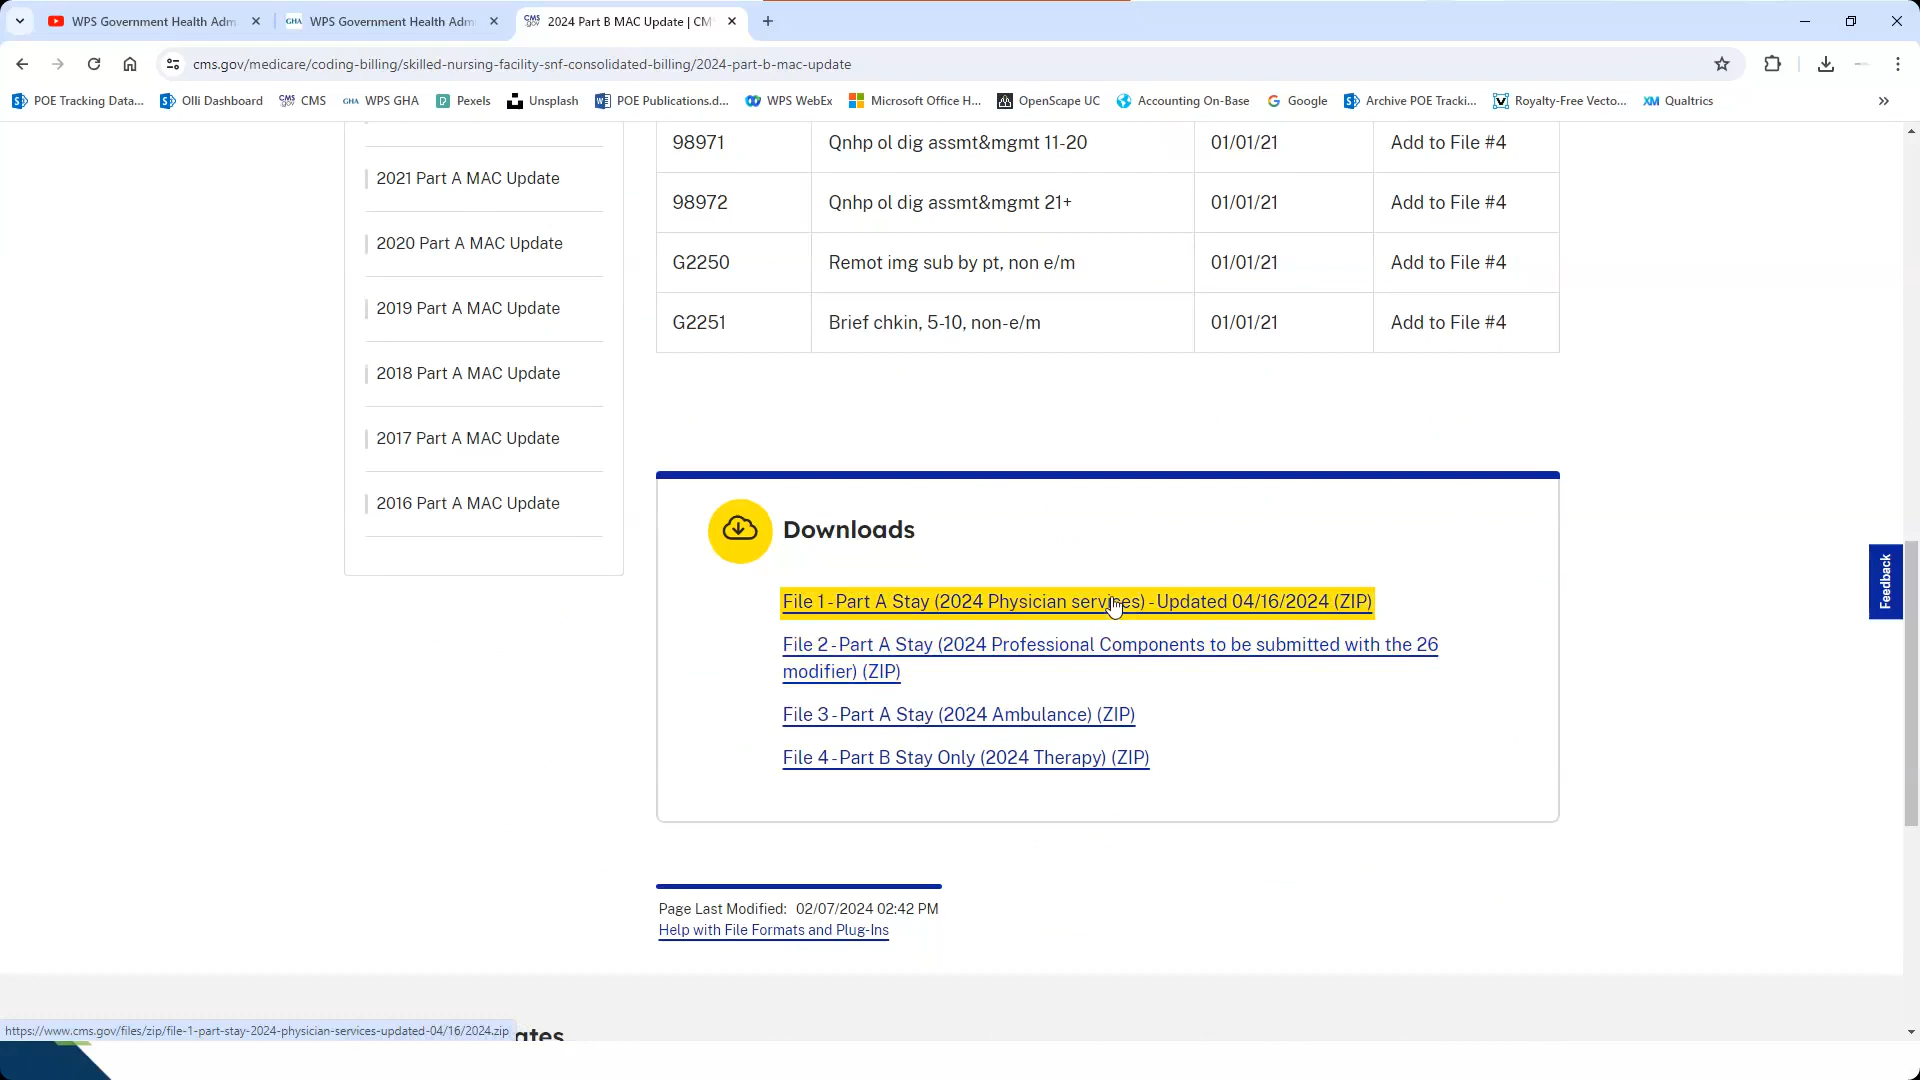 WPS Government Health Adm
GHA WPS Government Health Adm
CMS.gov 2024 Part B MAC Update | CM
cms.gov/medicare/coding-billing/skilled-nursing-facility-snf-consolidated-billing/2024-part-b-mac-update
POE Tracking Data...
Olli Dashboard
CMS
GHA WPS GHA
Pexels
Unsplash
POE Publications.d...
WPS WebEx
Microsoft Office H...
OpenScape UC
Accounting On-Base
Google
Archive POE Tracki...
Royalty-Free Vecto...
XM Qualtrics
2021 Part A MAC Update
2020 Part A MAC Update
2019 Part A MAC Update
2018 Part A MAC Update
2017 Part A MAC Update
2016 Part A MAC Update
98971 Qnhp ol dig assmt&mgmt 11-20 01/01/21 Add to File #4
98972 Qnhp ol dig assmt&mgmt 21+ 01/01/21 Add to File #4
G2250 Remot img sub by pt, non e/m 01/01/21 Add to File #4
G2251 Brief chkin, 5-10, non-e/m 01/01/21 Add to File #4
Downloads
File 1 - Part A Stay (2024 Physician services) - Updated 04/16/2024 (ZIP)
File 2 - Part A Stay (2024 Professional Components to be submitted with the 26
modifier) (ZIP)
File 3 - Part A Stay (2024 Ambulance) (ZIP)
File 4 - Part B Stay Only (2024 Therapy) (ZIP)
Feedback
Page Last Modified: 02/07/2024 02:42 PM
Help with File Formats and Plug-Ins
https://www.cms.gov/files/zip/file-1-part-stay-2024-physician-services-updated-04/16/2024.zip